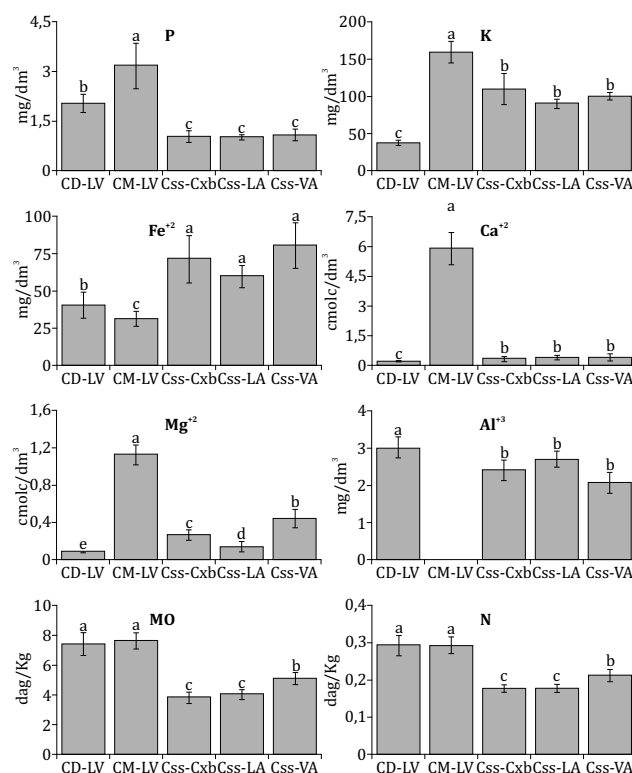 P
mg/dm³
4,5
3
1,5
0
b
a
c
c
c
CD-LV CM-LV Css-Cxb Css-LA Css-VA
K
mg/dm³
200
150
100
50
0
c
a
b
b
b
CD-LV CM-LV Css-Cxb Css-LA Css-VA
Fe⁺²
mg/dm³
100
75
50
25
0
b
c
a
a
a
CD-LV CM-LV Css-Cxb Css-LA Css-VA
Ca⁺²
cmolc/dm³
7,5
6
4,5
3
1,5
0
c
a
b
b
b
CD-LV CM-LV Css-Cxb Css-LA Css-VA
Mg⁺²
cmolc/dm³
1,6
1,2
0,8
0,4
0
e
a
c
d
b
CD-LV CM-LV Css-Cxb Css-LA Css-VA
Al⁺³
mg/dm³
4
3
2
1
0
a
b
b
b
CD-LV CM-LV Css-Cxb Css-LA Css-VA
MO
dag/Kg
10
8
6
4
2
0
a
a
c
c
b
CD-LV CM-LV Css-Cxb Css-LA Css-VA
N
dag/Kg
0,4
0,3
0,2
0,1
0
a
a
c
c
b
CD-LV CM-LV Css-Cxb Css-LA Css-VA